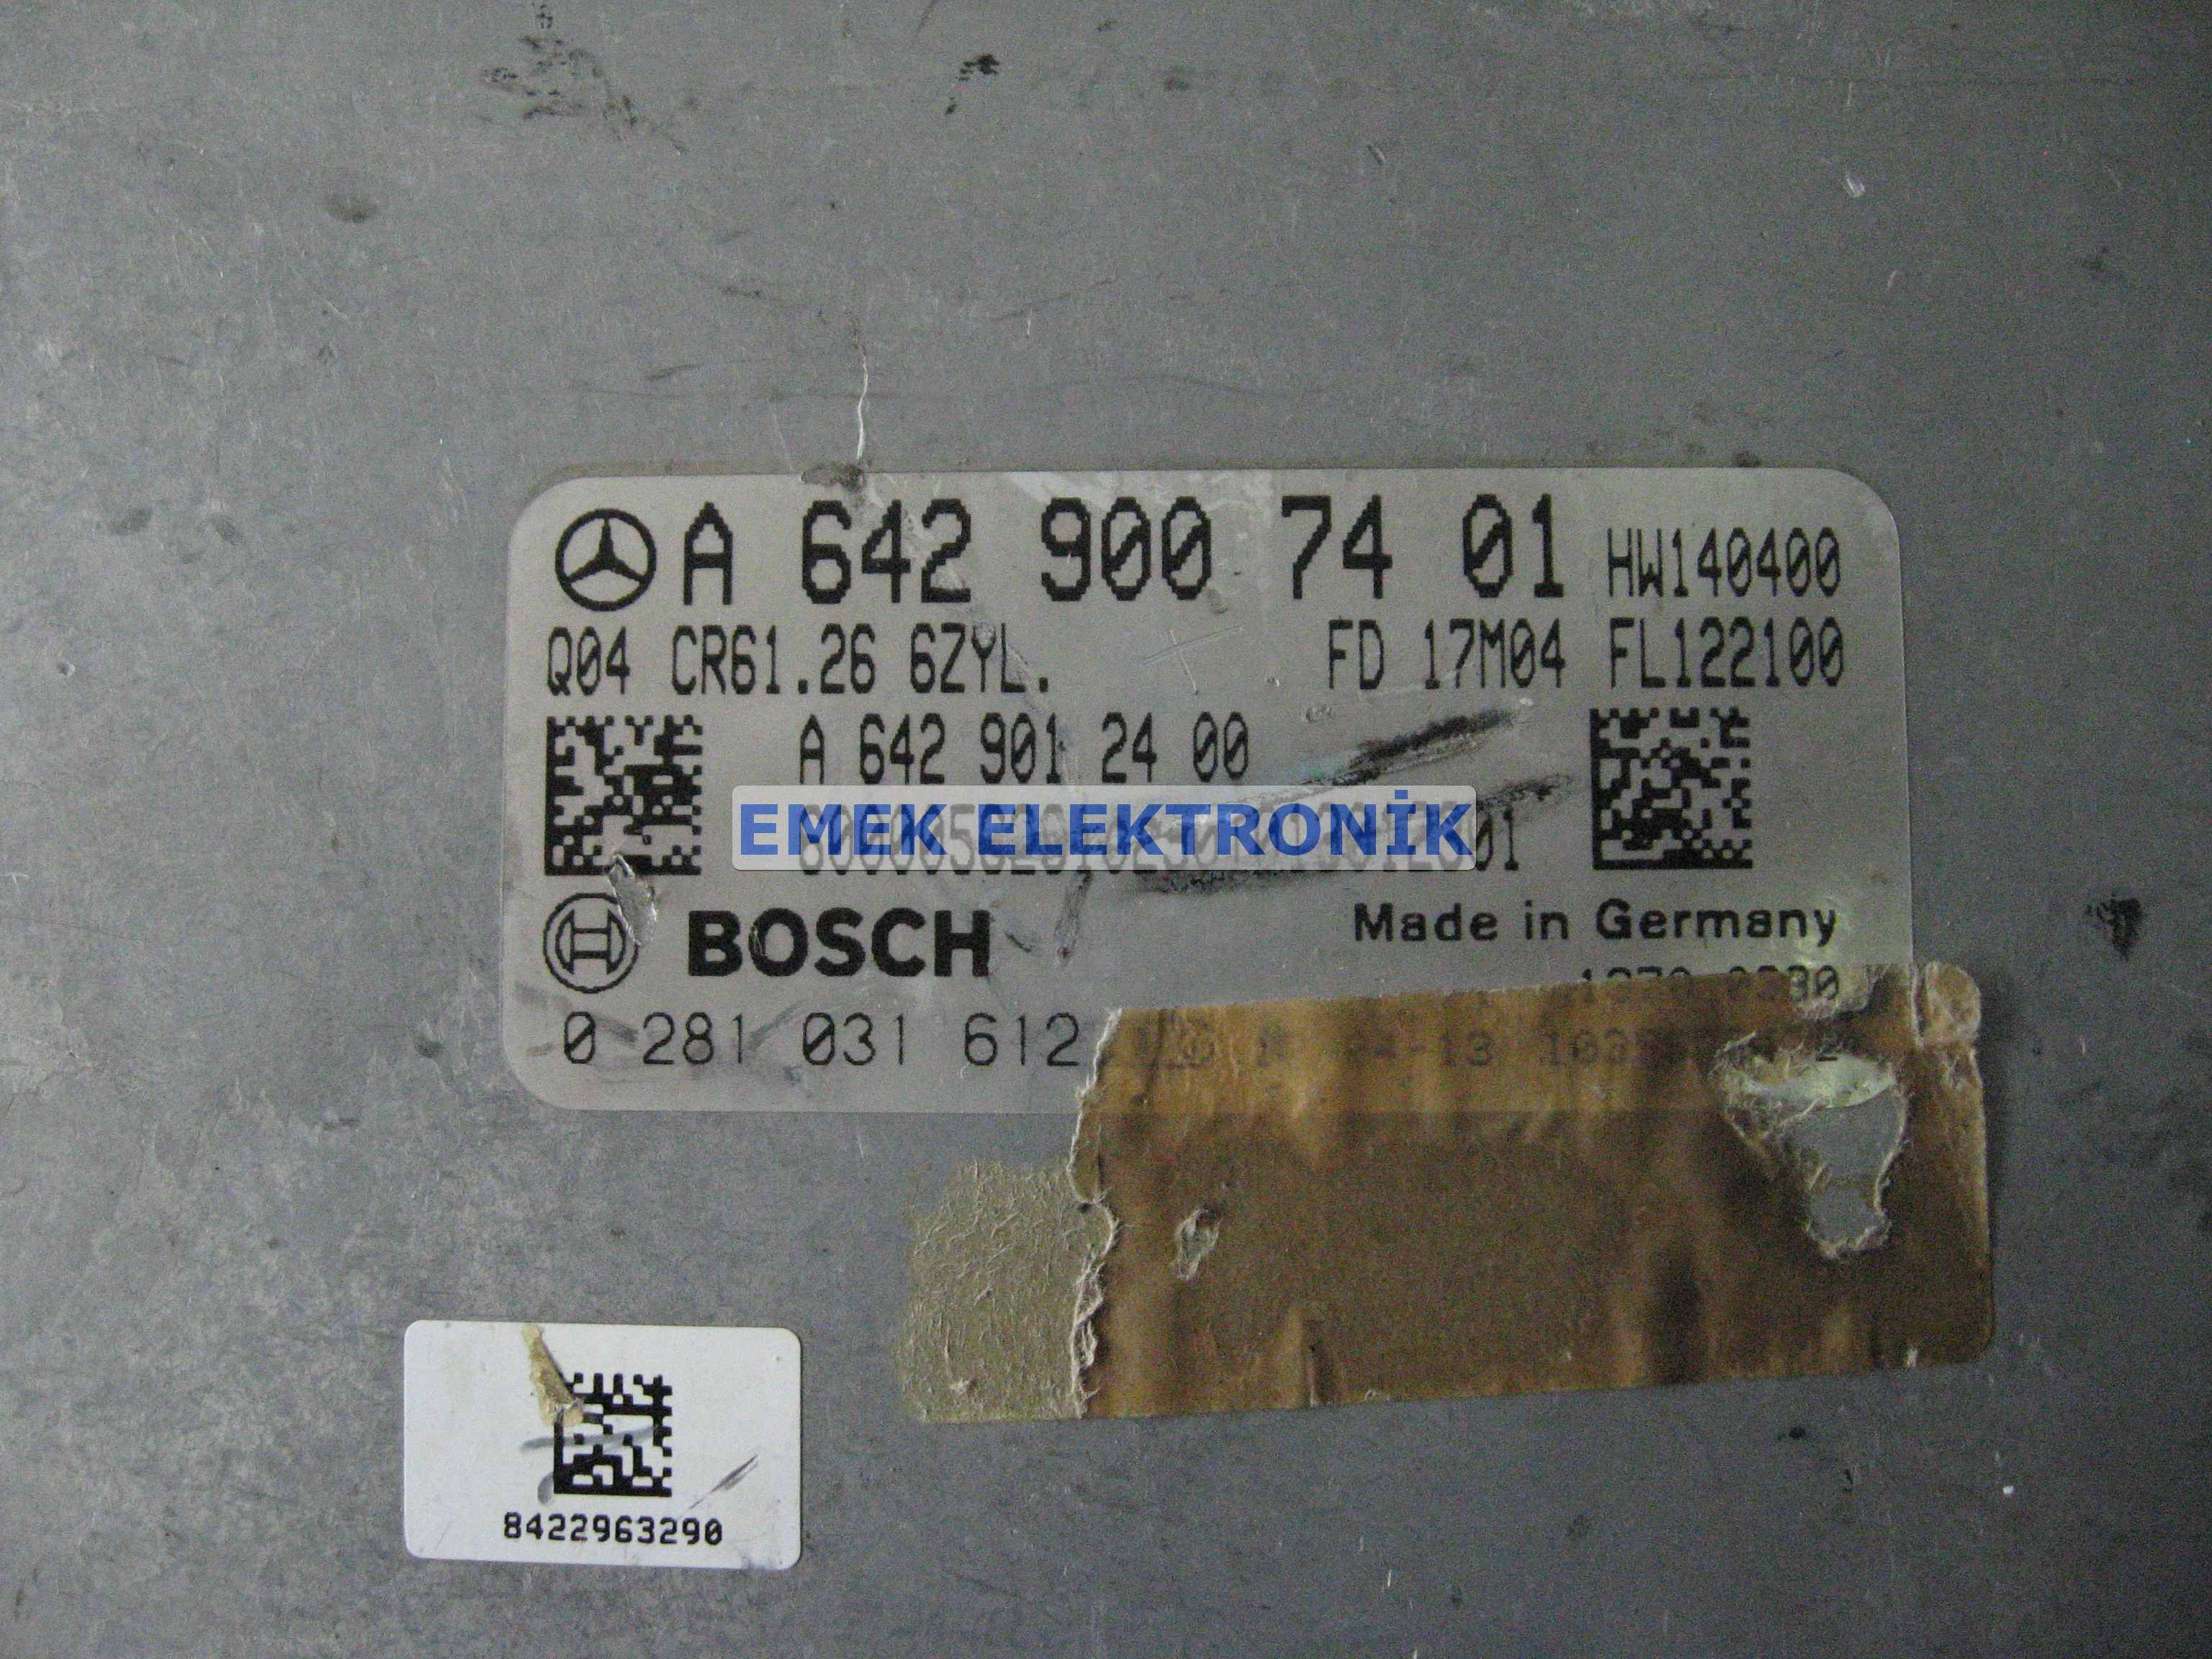 A 642 900 74 01 HW140400
Q04 CR61.26 6ZYL. FD 17M04 FL122100
A 642 901 24 00
EMEK ELEKTRONİK
BOSCH Made in Germany
0 281 031 612
8422963290